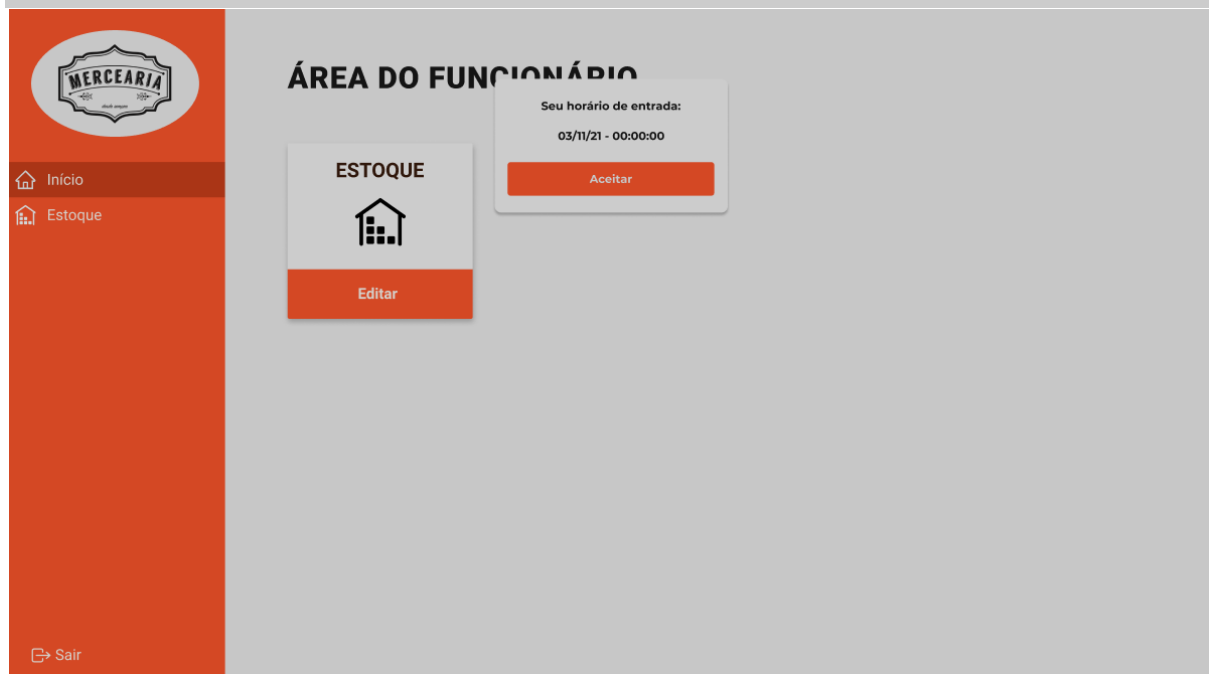 MERCEARIA
ÁREA DO FUNCIONÁRIO
Seu horário de entrada:
03/11/21 - 00:00:00
Aceitar
Início
Estoque
ESTOQUE
Editar
Sair